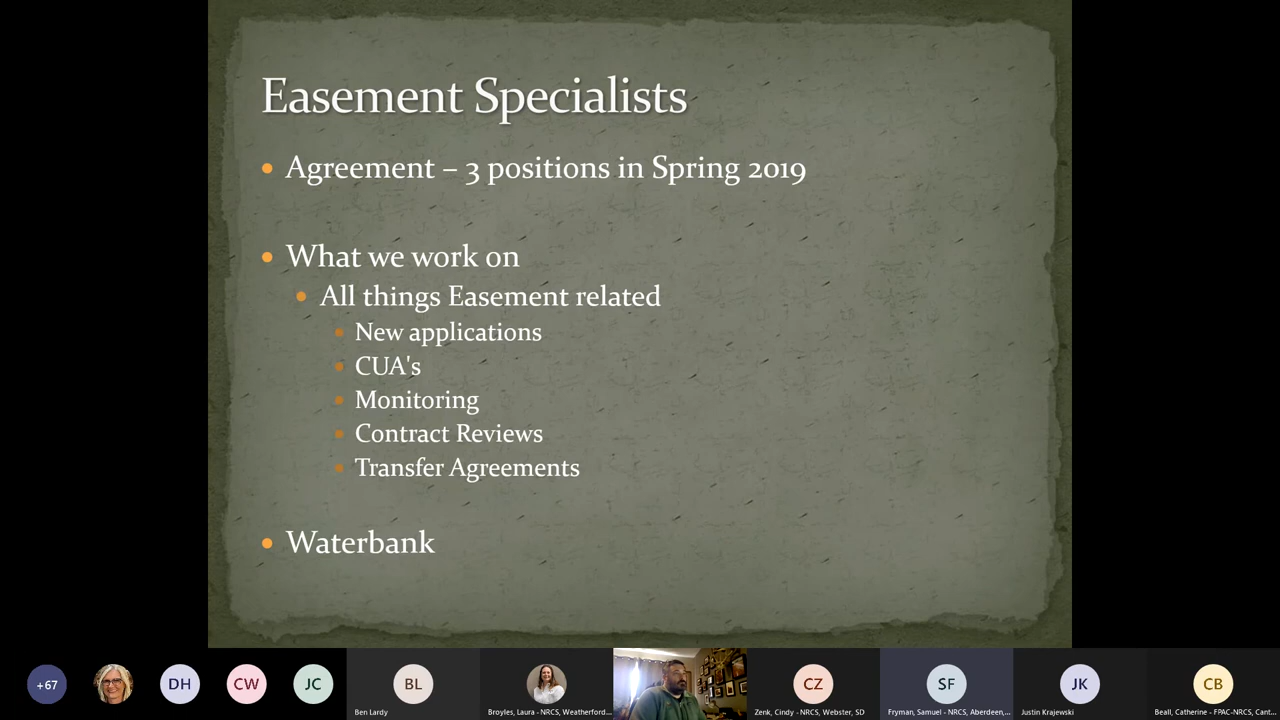 Easement Specialists
Agreement – 3 positions in Spring 2019
What we work on
All things Easement related
New applications
CUA's
Monitoring
Contract Reviews
Transfer Agreements
Waterbank
+67
DH
CW
JC
BL
CZ
SF
JK
CB
Ben Lardy
Broyles, Laura - NRCS, Weatherford...
Zenk, Cindy - NRCS, Webster, SD
Fryman, Samuel - NRCS, Aberdeen,...
Justin Krajewski
Beall, Catherine - FPAC-NRCS, Cant...